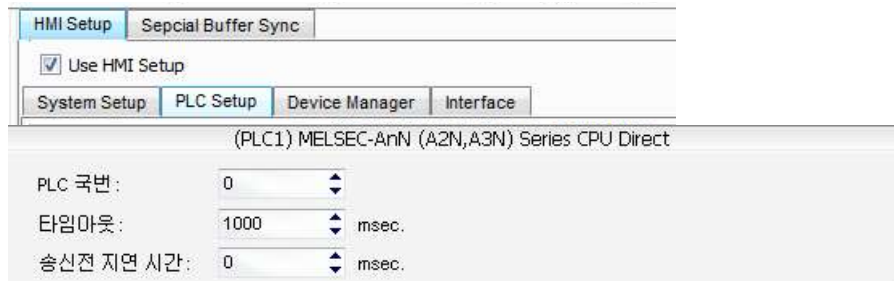 HMI Setup Sepcial Buffer Sync
Use HMI Setup
System Setup PLC Setup Device Manager Interface
(PLC1) MELSEC-AnN (A2N,A3N) Series CPU Direct
PLC 국번 : 0
타임아웃 : 1000 msec.
송신전 지연 시간 : 0 msec.